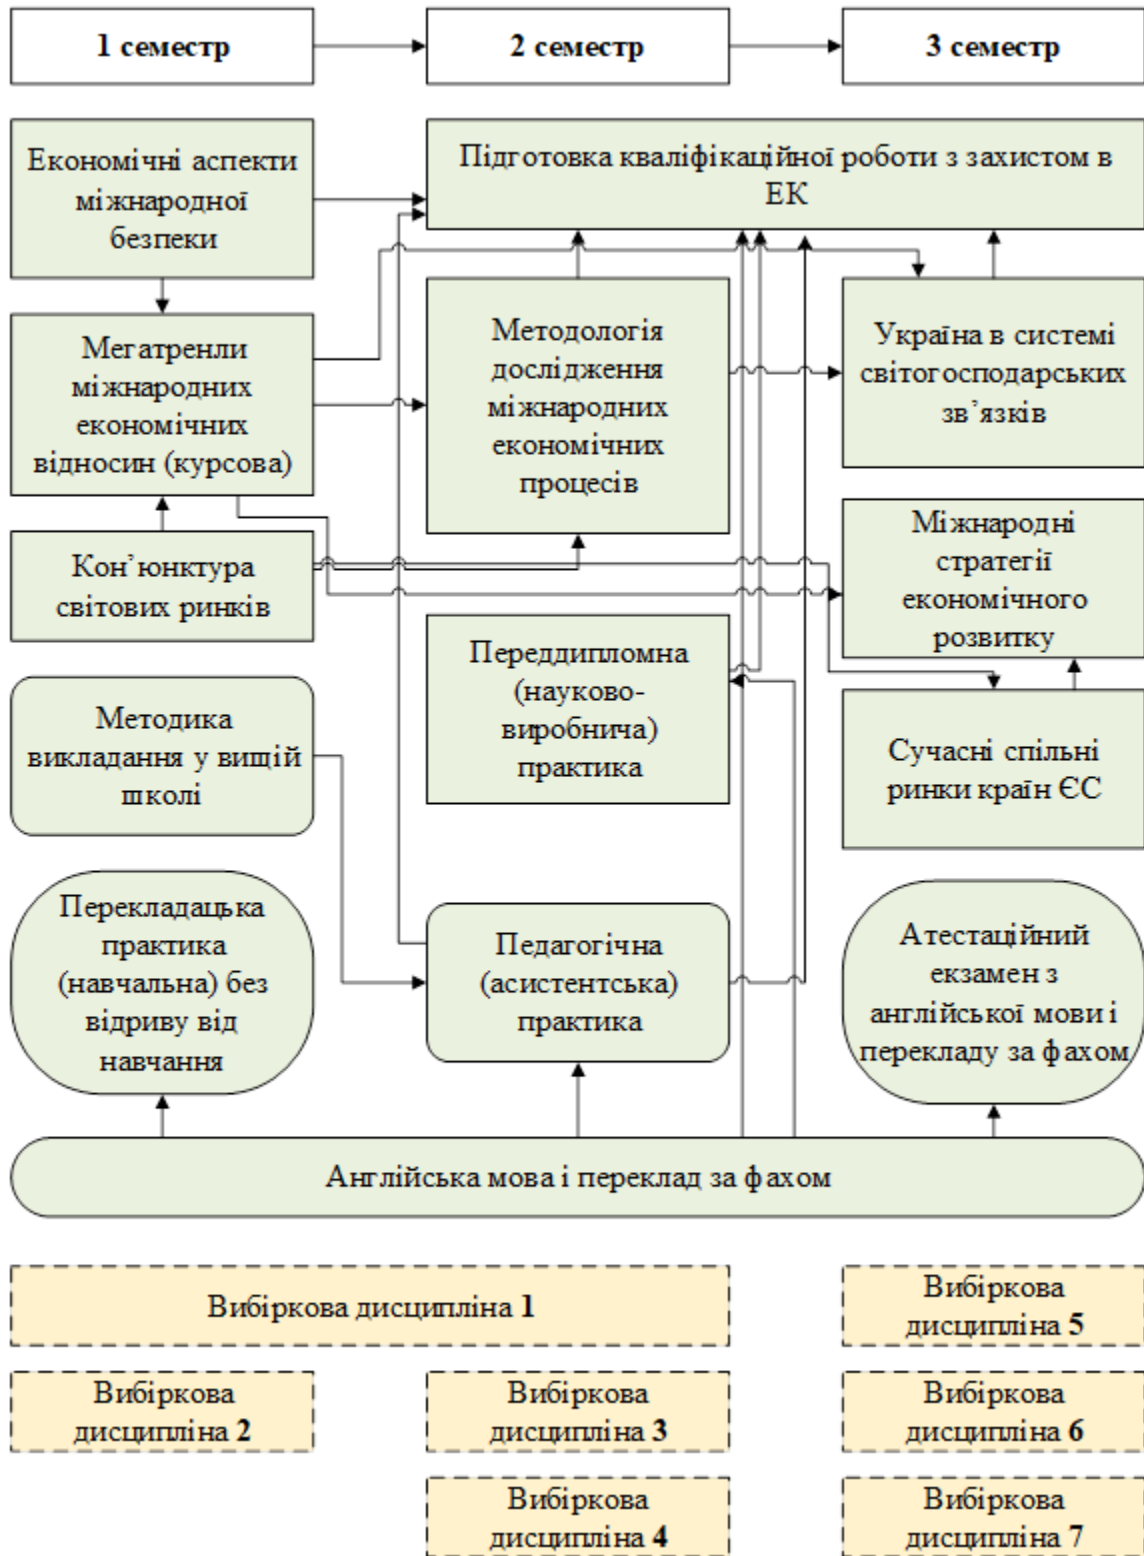 1 семестр
2 семестр
3 семестр
Економічні аспекти
міжнародної
безпеки
Підготовка кваліфікаційної роботи з захистом в
ЕК
Мегатренли
міжнародних
економічних
відносин (курсова)
Методологія
дослідження
міжнародних
економічних
процесів
Україна в системі
світогосподарських
зв’язків
Кон’юнктура
світових ринків
Міжнародні
стратегії
економічного
розвитку
Методика
викладання у вищій
школі
Переддипломна
(науково-
виробнича)
практика
Сучасні спільні
ринки країн ЄС
Перекладацька
практика
(навчальна) без
відриву від
навчання
Педагогічна
(асистентська)
практика
Атестаційний
екзамен з
англійської мови і
перекладу за фахом
Англійська мова і переклад за фахом
Вибіркова дисципліна 1
Вибіркова
дисципліна 5
Вибіркова
дисципліна 2
Вибіркова
дисципліна 3
Вибіркова
дисципліна 6
Вибіркова
дисципліна 4
Вибіркова
дисципліна 7